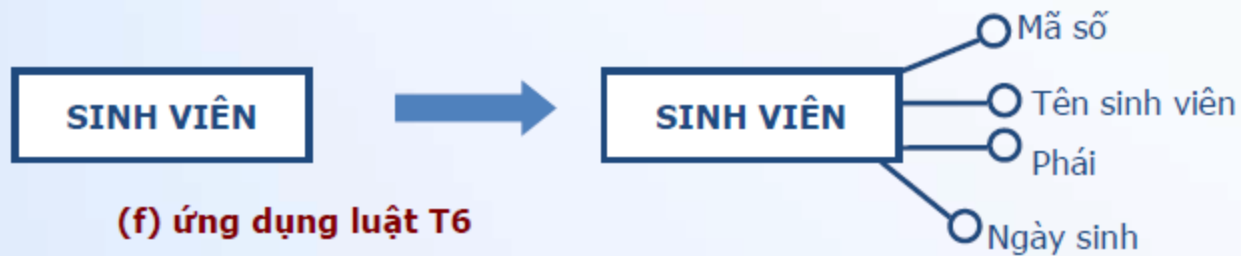 SINH VIÊN
SINH VIÊN
Mã số
Tên sinh viên
Phái
Ngày sinh
(f) ứng dụng luật T6